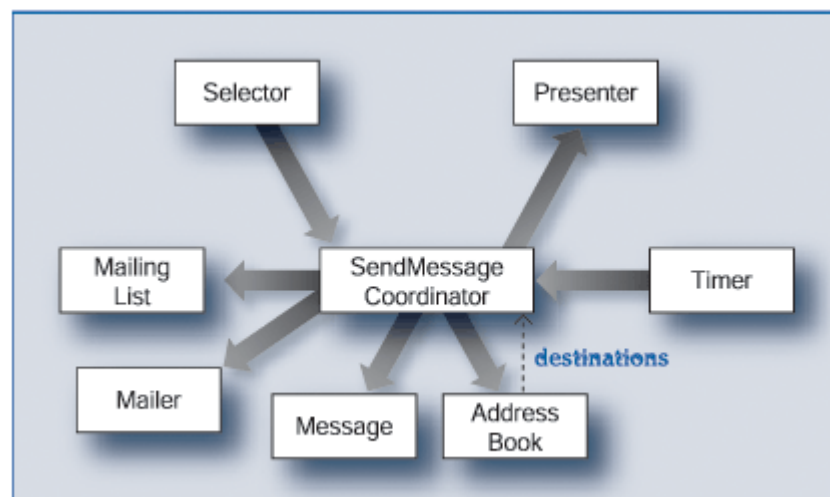 Selector
Presenter
Mailing
List
SendMessage
Coordinator
Timer
destinations
Mailer
Message
Address
Book